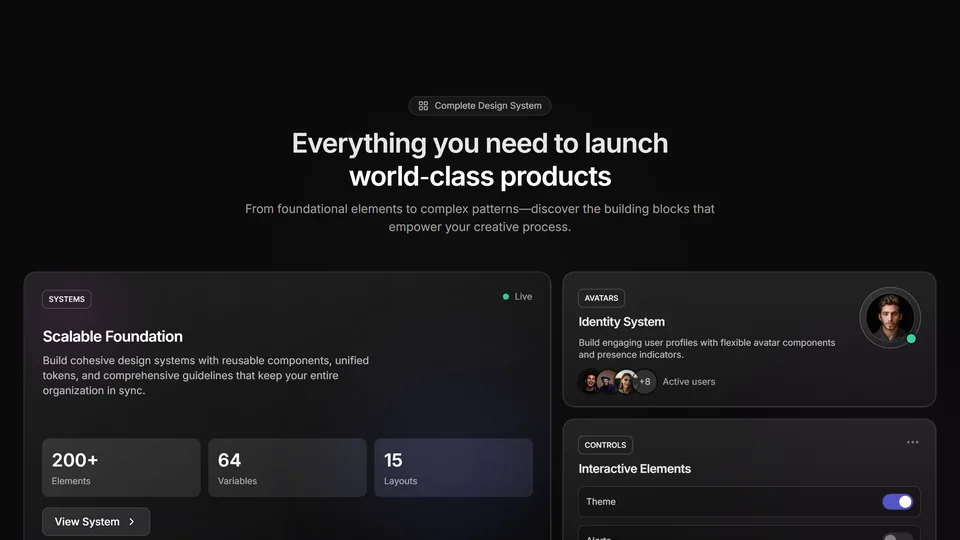 Complete Design System
Everything you need to launch
world-class products
From foundational elements to complex patterns—discover the building blocks that
empower your creative process.
SYSTEMS
Live
Scalable Foundation
Build cohesive design systems with reusable components, unified
tokens, and comprehensive guidelines that keep your entire
organization in sync.
200+
Elements
64
Variables
15
Layouts
View System
AVATARS
Identity System
Build engaging user profiles with flexible avatar components
and presence indicators.
+8
Active users
CONTROLS
Interactive Elements
Theme
Alerts